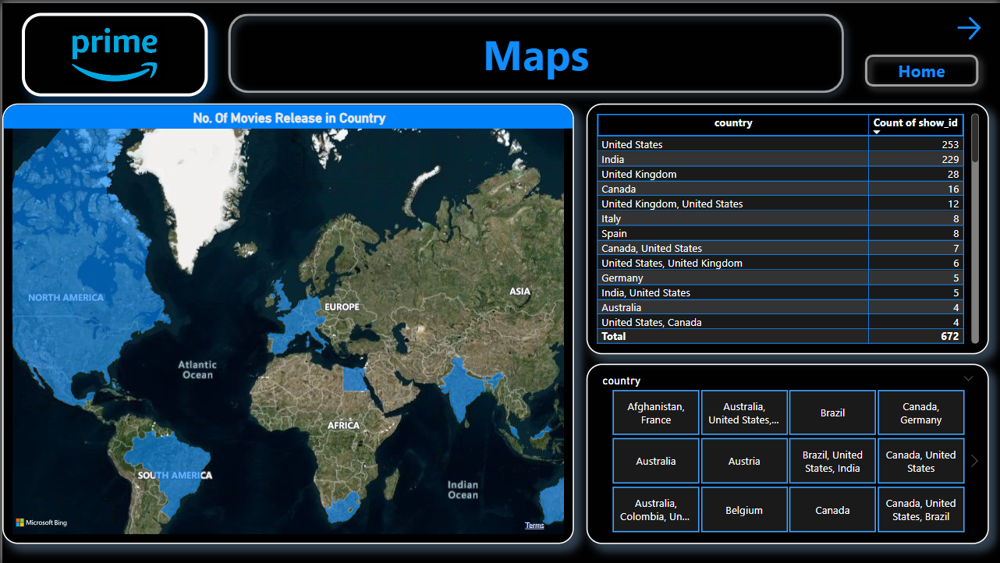 prime
Maps
Home
No. Of Movies Release in Country
NORTH AMERICA
EUROPE
ASIA
Atlantic
Ocean
AFRICA
SOUTH AMERICA
Indian
Ocean
Microsoft Bing
Terms
country Count of show_id
United States 253
India 229
United Kingdom 28
Canada 16
United Kingdom, United States 12
Italy 8
Spain 8
Canada, United States 7
United States, United Kingdom 6
Germany 5
India, United States 5
Australia 4
United States, Canada 4
Total 672
country
Afghanistan,
France
Australia,
United States,...
Brazil
Canada,
Germany
Australia
Austria
Brazil, United
States, India
Canada, United
States
Australia,
Colombia, Un...
Belgium
Canada
Canada, United
States, Brazil